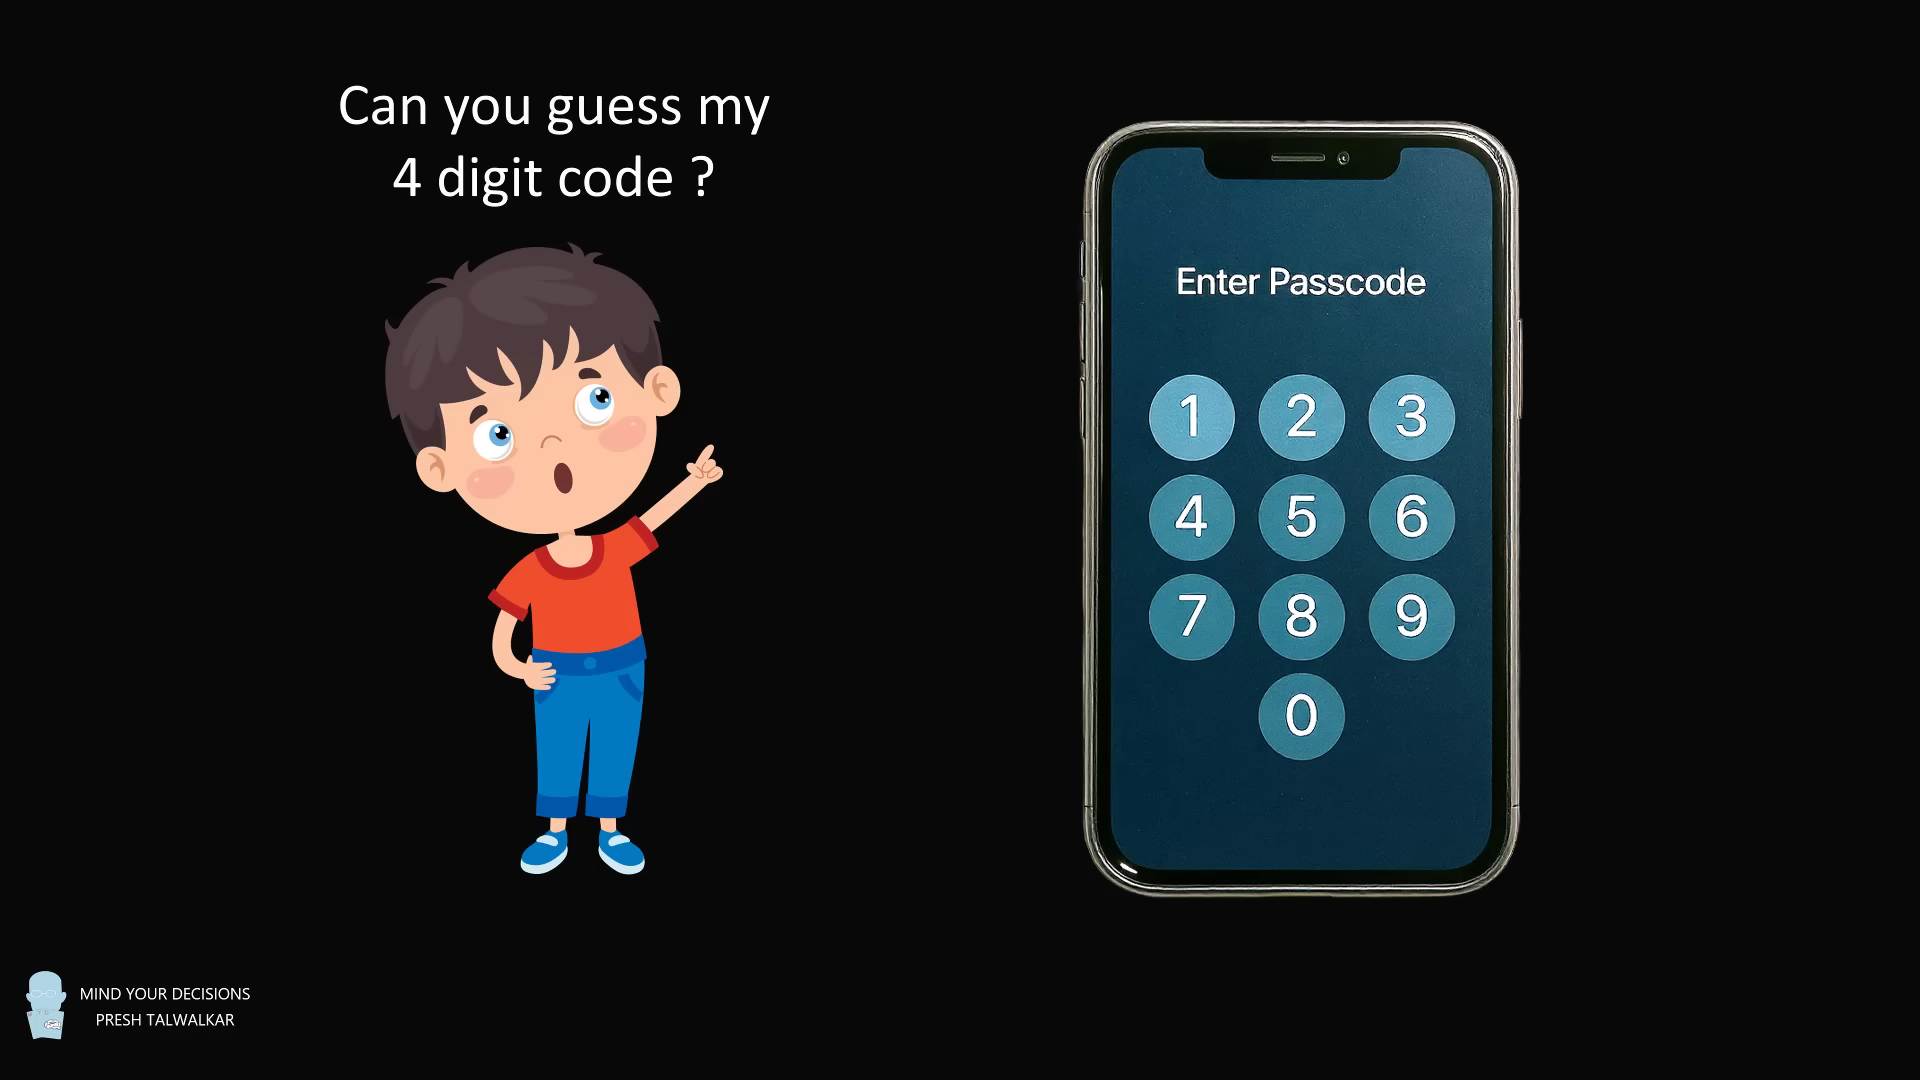 Can you guess my
4 digit code ?
Enter Passcode
1 2 3
4 5 6
7 8 9
0
MIND YOUR DECISIONS
PRESH TALWALKAR